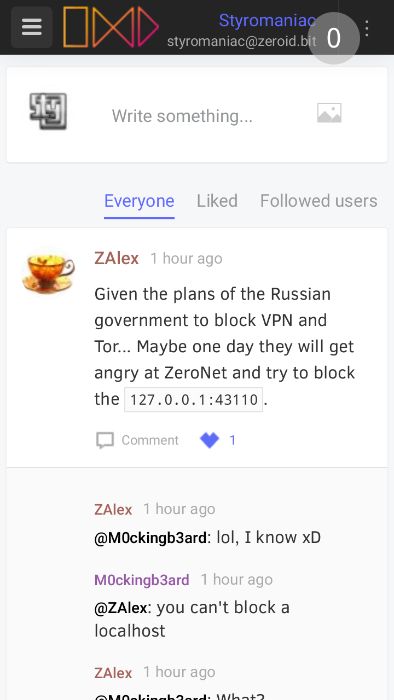 Styromaniac
styromaniac@zeroid.bit
0
Write something...
Everyone Liked Followed users
ZAlex 1 hour ago
Given the plans of the Russian
government to block VPN and
Tor... Maybe one day they will get
angry at ZeroNet and try to block
the 127.0.0.1:43110.
Comment 1
ZAlex 1 hour ago
@M0ckingb3ard: lol, I know xD
M0ckingb3ard 1 hour ago
@ZAlex: you can't block a
localhost
ZAlex 1 hour ago
@M0ckingb3ard: What?